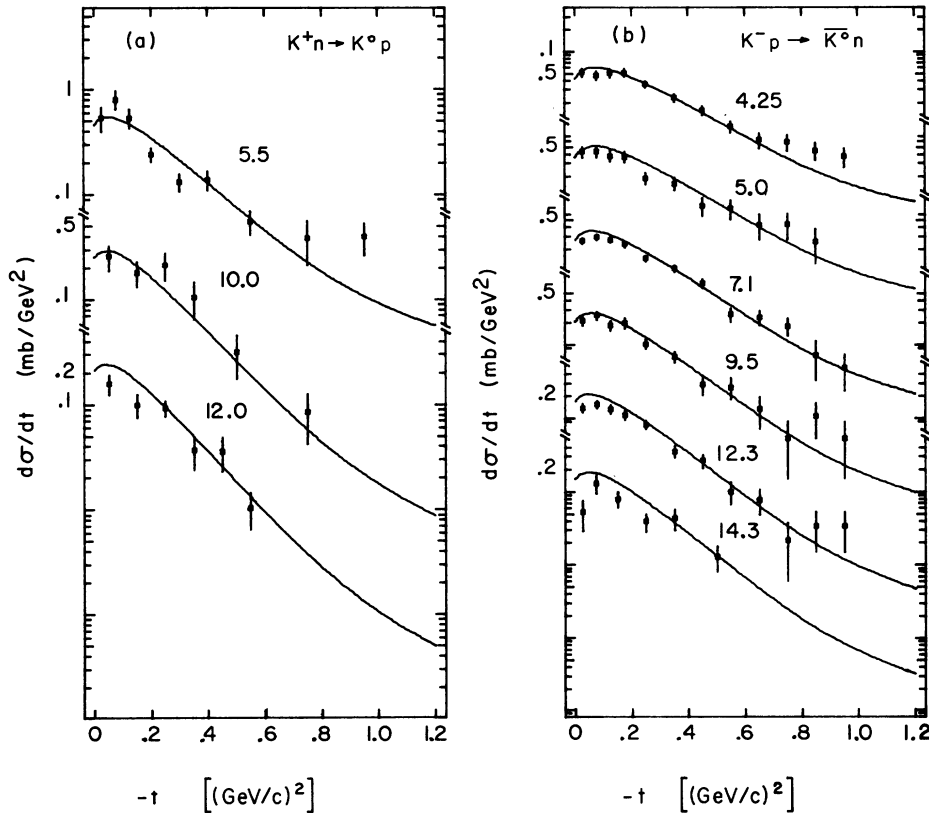 (a) K⁺n → K°p
1
.1
.5
.1
.2
.1
5.5
10.0
12.0
dσ/dt (mb/GeV²)
0 .2 .4 .6 .8 1.0 1.2
-t [(GeV/c)²]
(b) K⁻p → K̅°n
.1
.5
.5
.5
.5
.2
.2
4.25
5.0
7.1
9.5
12.3
14.3
dσ/dt (mb/GeV²)
0 .2 .4 .6 .8 1.0 1.2
-t [(GeV/c)²]